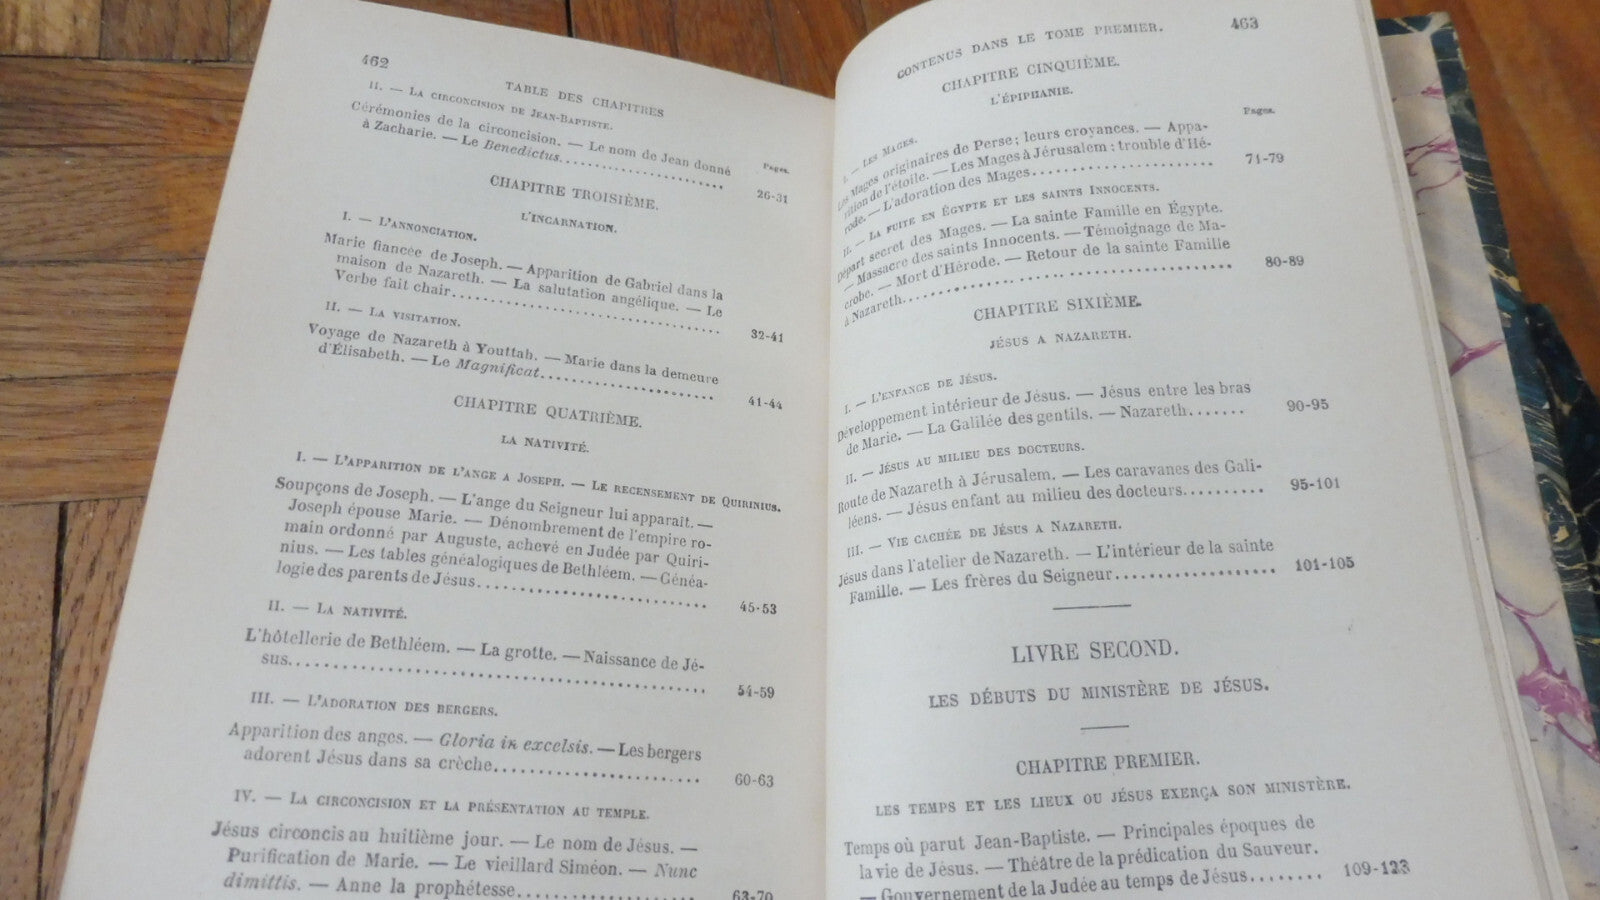 462
TABLE DES CHAPITRES
II. — LA CIRCONCISION DE JEAN-BAPTISTE.
Pages.
Cérémonies de la circoncision. — Le nom de Jean donné
à Zacharie. — Le Benedictus. 26-31
CHAPITRE TROISIÈME.
L'INCARNATION.
I. — L'ANNONCIATION.
Marie fiancée de Joseph. — Apparition de Gabriel dans la
maison de Nazareth. — La salutation angélique. — Le
Verbe fait chair. 32-41
II. — LA VISITATION.
Voyage de Nazareth à Youttah. — Marie dans la demeure
d'Élisabeth. — Le Magnificat. 41-44
CHAPITRE QUATRIÈME.
LA NATIVITÉ.
I. — L'APPARITION DE L'ANGE A JOSEPH. — LE RECENSEMENT DE QUIRINIUS.
Soupçons de Joseph. — L'ange du Seigneur lui apparaît. —
Joseph épouse Marie. — Dénombrement de l'empire ro-
main ordonné par Auguste, achevé en Judée par Quiri-
nius. — Les tables généalogiques de Bethléem. — Généa-
logie des parents de Jésus. 45-53
II. — LA NATIVITÉ.
L'hôtellerie de Bethléem. — La grotte. — Naissance de Jé-
sus. 54-59
III. — L'ADORATION DES BERGERS.
Apparition des anges. — Gloria in excelsis. — Les bergers
adorent Jésus dans sa crèche. 60-63
IV. — LA CIRCONCISION ET LA PRÉSENTATION AU TEMPLE.
Jésus circoncis au huitième jour. — Le nom de Jésus. —
Purification de Marie. — Le vieillard Siméon. — Nunc
dimittis. — Anne la prophétesse. 63-70
CONTENUS DANS LE TOME PREMIER. 463
CHAPITRE CINQUIÈME.
L'ÉPIPHANIE.
Pages.
I. — LES MAGES.
Les Mages originaires de Perse; leurs croyances. — Appa-
rition de l'étoile. — Les Mages à Jérusalem : trouble d'Hé-
rode. — L'adoration des Mages. 71-79
II. — LA FUITE EN ÉGYPTE ET LES SAINTS INNOCENTS.
Départ secret des Mages. — La sainte Famille en Égypte.
— Massacre des saints Innocents. — Témoignage de Ma-
crobe. — Mort d'Hérode. — Retour de la sainte Famille
à Nazareth. 80-89
CHAPITRE SIXIÈME.
JÉSUS A NAZARETH.
I. — L'ENFANCE DE JÉSUS.
Développement intérieur de Jésus. — Jésus entre les bras
de Marie. — La Galilée des gentils. — Nazareth. 90-95
II. — JÉSUS AU MILIEU DES DOCTEURS.
Route de Nazareth à Jérusalem. — Les caravanes des Gali-
léens. — Jésus enfant au milieu des docteurs. 95-101
III. — VIE CACHÉE DE JÉSUS A NAZARETH.
Jésus dans l'atelier de Nazareth. — L'intérieur de la sainte
Famille. — Les frères du Seigneur. 101-105
LIVRE SECOND.
LES DÉBUTS DU MINISTÈRE DE JÉSUS.
CHAPITRE PREMIER.
LES TEMPS ET LES LIEUX OU JÉSUS EXERÇA SON MINISTÈRE.
Temps où parut Jean-Baptiste. — Principales époques de
la vie de Jésus. — Théâtre de la prédication du Sauveur.
— Gouvernement de la Judée au temps de Jésus. 109-123